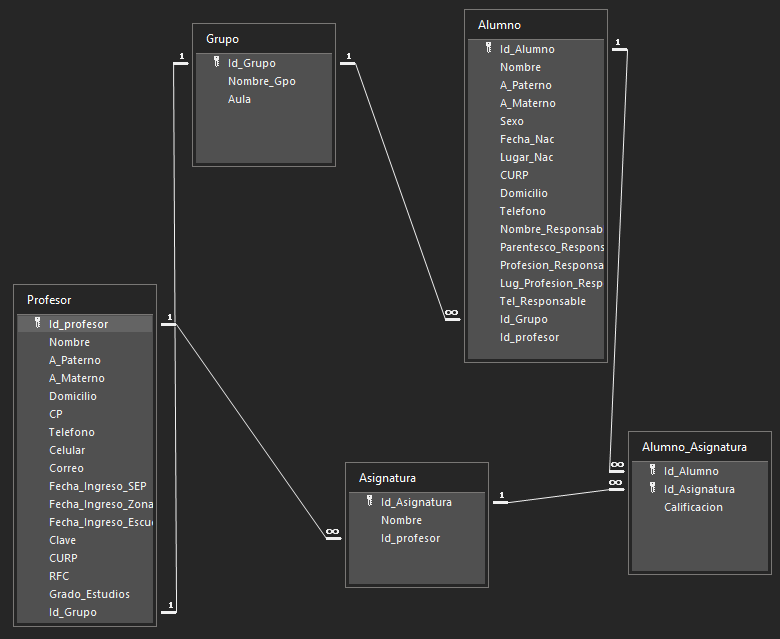 Grupo
Id_Grupo
Nombre_Gpo
Aula
Alumno
Id_Alumno
Nombre
A_Paterno
A_Materno
Sexo
Fecha_Nac
Lugar_Nac
CURP
Domicilio
Telefono
Nombre_Responsab
Parentesco_Respons
Profesion_Responsa
Lug_Profesion_Resp
Tel_Responsable
Id_Grupo
Id_profesor
Profesor
Id_profesor
Nombre
A_Paterno
A_Materno
Domicilio
CP
Telefono
Celular
Correo
Fecha_Ingreso_SEP
Fecha_Ingreso_Zona
Fecha_Ingreso_Escu
Clave
CURP
RFC
Grado_Estudios
Id_Grupo
Asignatura
Id_Asignatura
Nombre
Id_profesor
Alumno_Asignatura
Id_Alumno
Id_Asignatura
Calificacion
1
1
1
1
1
1
∞
∞
∞
∞